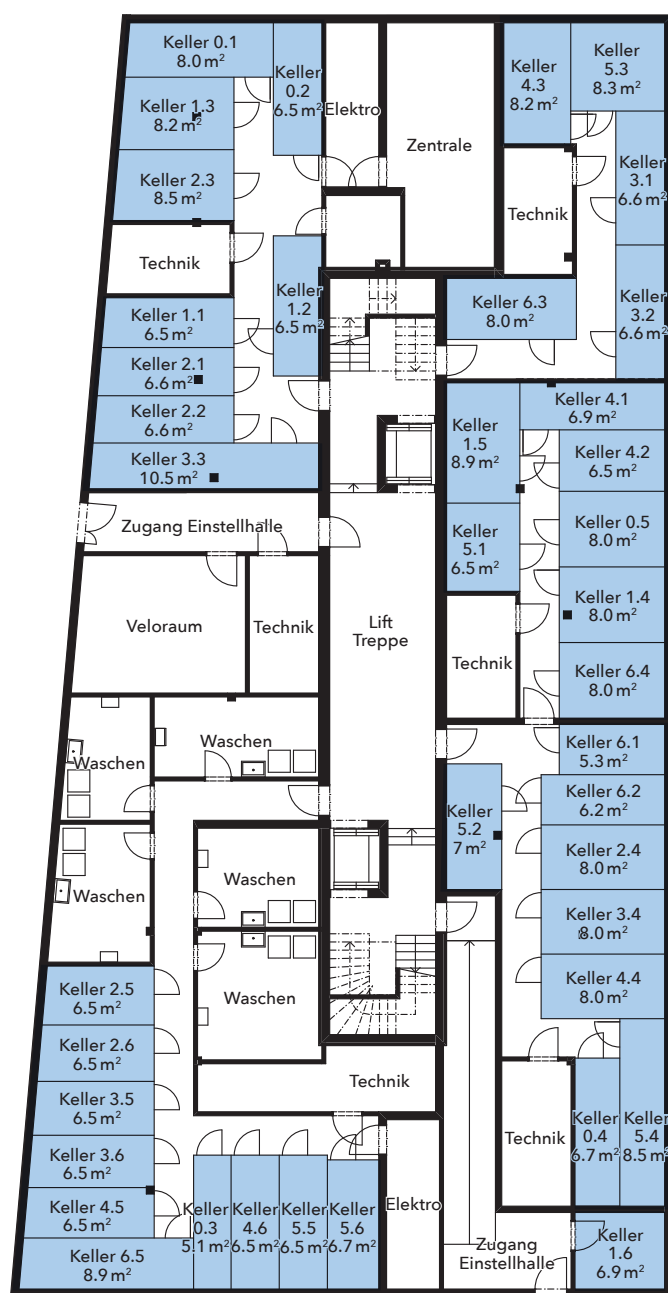 Keller 0.1
8.0 m²
Keller
0.2
6.5 m²
Elektro
Zentrale
Keller
4.3
8.2 m²
Keller
5.3
8.3 m²
Keller 1.3
8.2 m²
Keller 2.3
8.5 m²
Technik
Keller
3.1
6.6 m²
Technik
Keller
1.2
6.5 m²
Keller 6.3
8.0 m²
Keller
3.2
6.6 m²
Keller 1.1
6.5 m²
Keller 2.1
6.6 m²
Keller 2.2
6.6 m²
Keller 3.3
10.5 m²
Keller 4.1
6.9 m²
Keller
1.5
8.9 m²
Keller 4.2
6.5 m²
Keller 0.5
8.0 m²
Keller
5.1
6.5 m²
Keller 1.4
8.0 m²
Keller 6.4
8.0 m²
Technik
Zugang Einstellhalle
Veloraum
Technik
Lift
Treppe
Waschen
Waschen
Keller 6.1
5.3 m²
Keller 6.2
6.2 m²
Keller
5.2
7 m²
Keller 2.4
8.0 m²
Keller 3.4
8.0 m²
Keller 4.4
8.0 m²
Waschen
Waschen
Waschen
Keller 2.5
6.5 m²
Keller 2.6
6.5 m²
Keller 3.5
6.5 m²
Keller 3.6
6.5 m²
Keller 4.5
6.5 m²
Keller 6.5
8.9 m²
Technik
Technik
Keller
0.4
6.7 m²
Keller
5.4
8.5 m²
Keller
0.3
5.1 m²
Keller
4.6
6.5 m²
Keller
5.5
6.5 m²
Keller
5.6
6.7 m²
Elektro
Zugang
Einstellhalle
Keller
1.6
6.9 m²